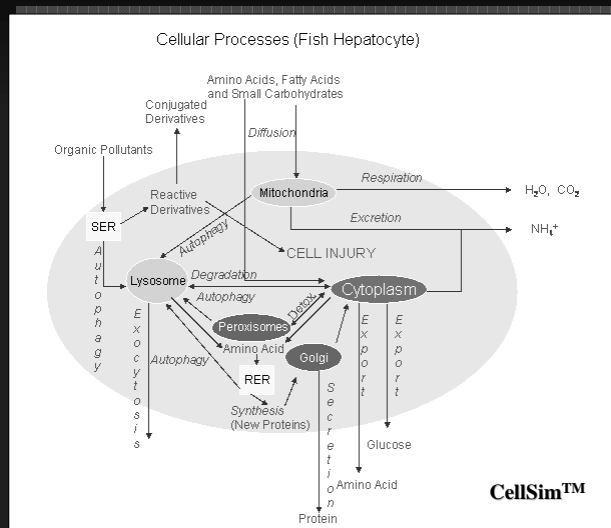 Cellular Processes (Fish Hepatocyte)
Amino Acids, Fatty Acids
and Small Carbohydrates
Conjugated
Derivatives
Diffusion
Organic Pollutants
Respiration
H₂O, CO₂
Mitochondria
Reactive
Derivatives
Excretion
NH₄⁺
SER
Autophagy
CELL INJURY
Autophagy
Degradation
Lysosome
Cytoplasm
Autophagy
Detox
Peroxisomes
Exocytosis
Export
Export
Amino Acid
Golgi
Autophagy
RER
Synthesis
(New Proteins)
Secretion
Glucose
Amino Acid
CellSim™
Protein